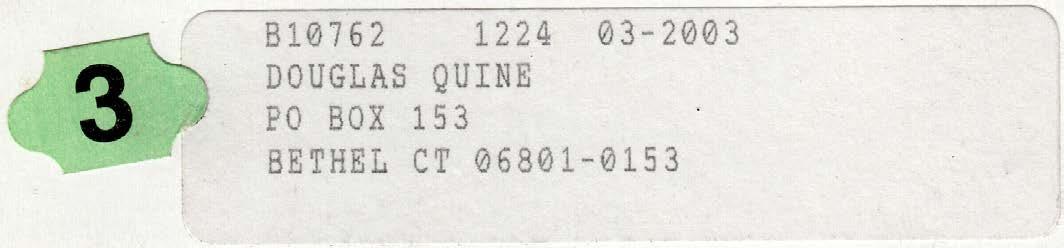 3
B10762 1224 03-2003
DOUGLAS QUINE
PO BOX 153
BETHEL CT 06801-0153